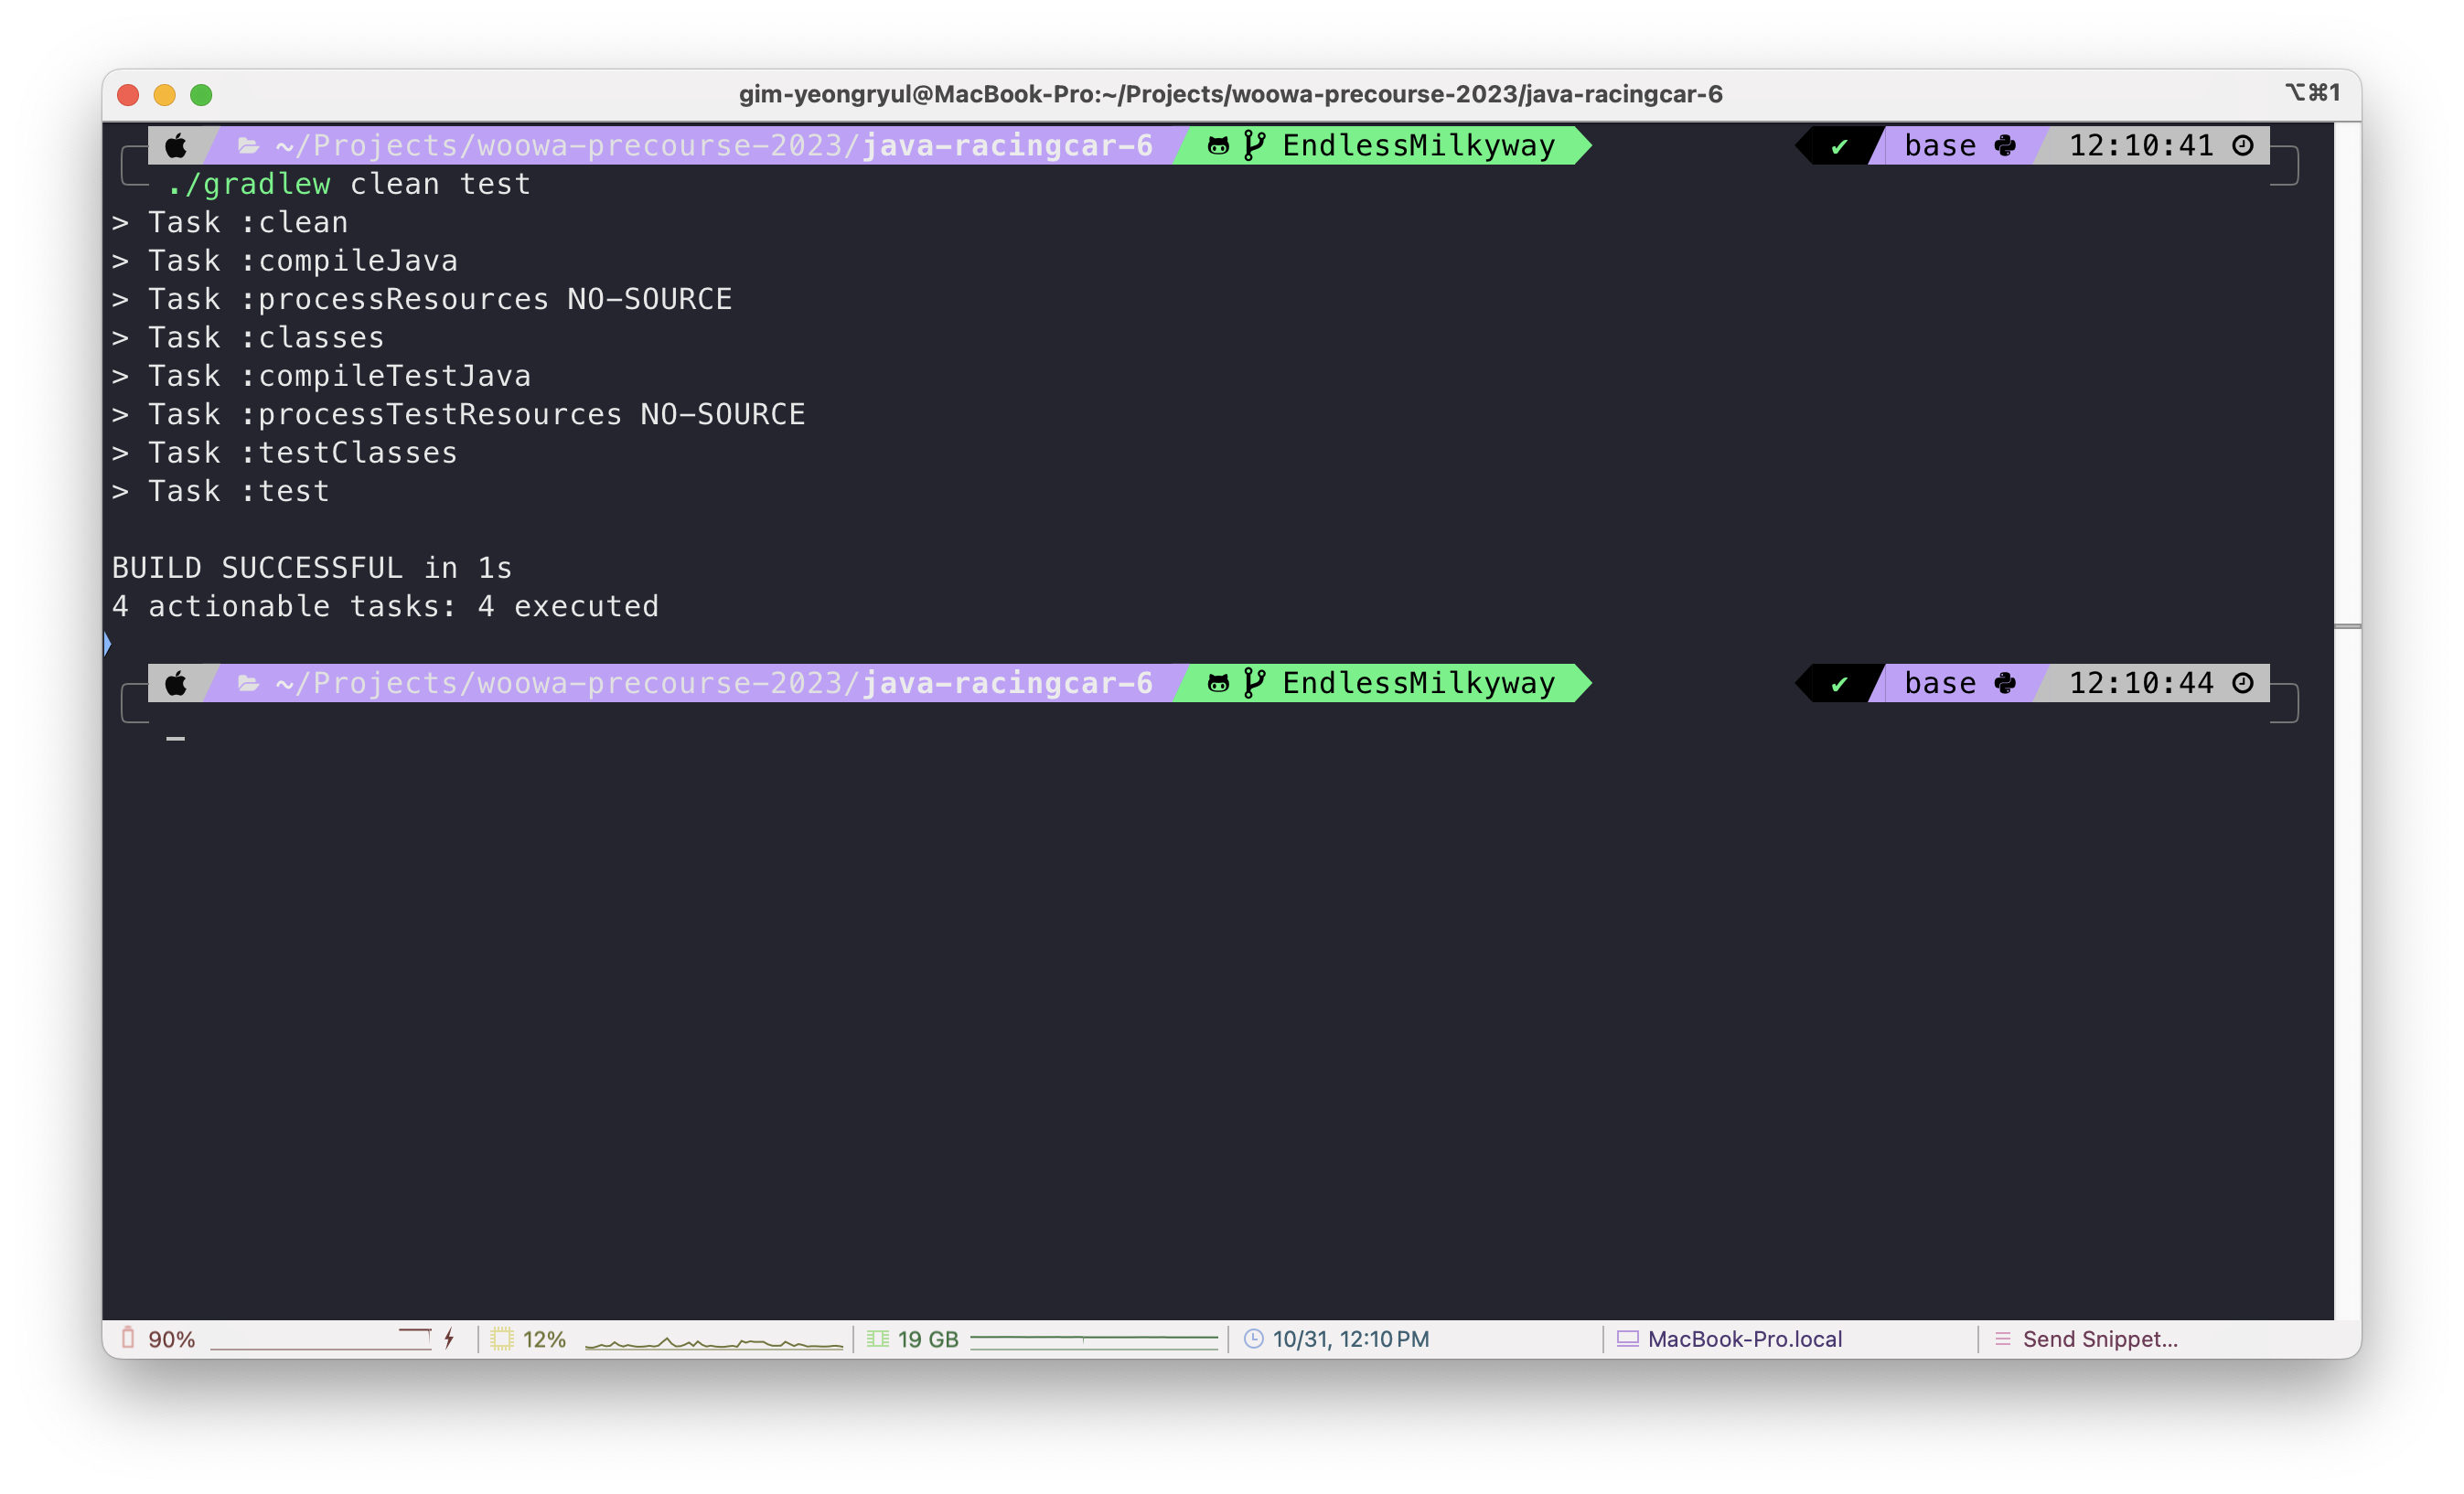 gim-yeongryul@MacBook-Pro:~/Projects/woowa-precourse-2023/java-racingcar-6 ⌥⌘1
~/Projects/woowa-precourse-2023/java-racingcar-6 EndlessMilkyway ✔ base 12:10:41
./gradlew clean test
> Task :clean
> Task :compileJava
> Task :processResources NO-SOURCE
> Task :classes
> Task :compileTestJava
> Task :processTestResources NO-SOURCE
> Task :testClasses
> Task :test
BUILD SUCCESSFUL in 1s
4 actionable tasks: 4 executed
~/Projects/woowa-precourse-2023/java-racingcar-6 EndlessMilkyway ✔ base 12:10:44
90% 12% 19 GB 10/31, 12:10 PM MacBook-Pro.local Send Snippet...